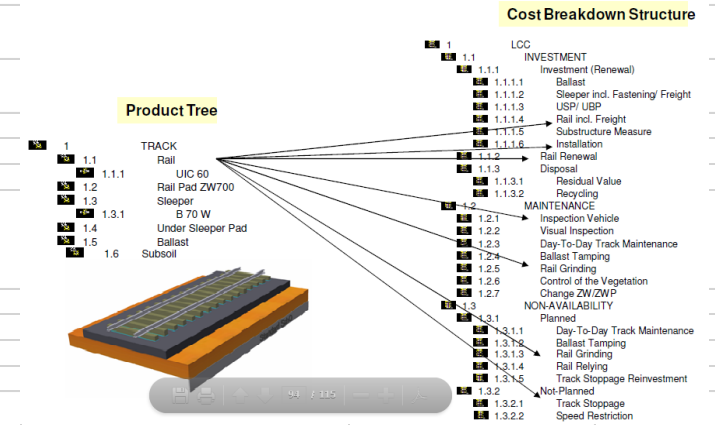 Cost Breakdown Structure
1 LCC
1.1 INVESTMENT
1.1.1 Investment (Renewal)
1.1.1.1 Ballast
1.1.1.2 Sleeper incl. Fastening/ Freight
1.1.1.3 USP/ UBP
1.1.1.4 Rail incl. Freight
1.1.1.5 Substructure Measure
1.1.1.6 Installation
1.1.2 Rail Renewal
1.1.3 Disposal
1.1.3.1 Residual Value
1.1.3.2 Recycling
1.2 MAINTENANCE
1.2.1 Inspection Vehicle
1.2.2 Visual Inspection
1.2.3 Day-To-Day Track Maintenance
1.2.4 Ballast Tamping
1.2.5 Rail Grinding
1.2.6 Control of the Vegetation
1.2.7 Change ZW/ZWP
1.3 NON-AVAILABILITY
1.3.1 Planned
1.3.1.1 Day-To-Day Track Maintenance
1.3.1.2 Ballast Tamping
1.3.1.3 Rail Grinding
1.3.1.4 Rail Relying
1.3.1.5 Track Stoppage Reinvestment
1.3.2 Not-Planned
1.3.2.1 Track Stoppage
1.3.2.2 Speed Restriction
Product Tree
1 TRACK
1.1 Rail
1.1.1 UIC 60
1.2 Rail Pad ZW700
1.3 Sleeper
1.3.1 B 70 W
1.4 Under Sleeper Pad
1.5 Ballast
1.6 Subsoil
94 / 115